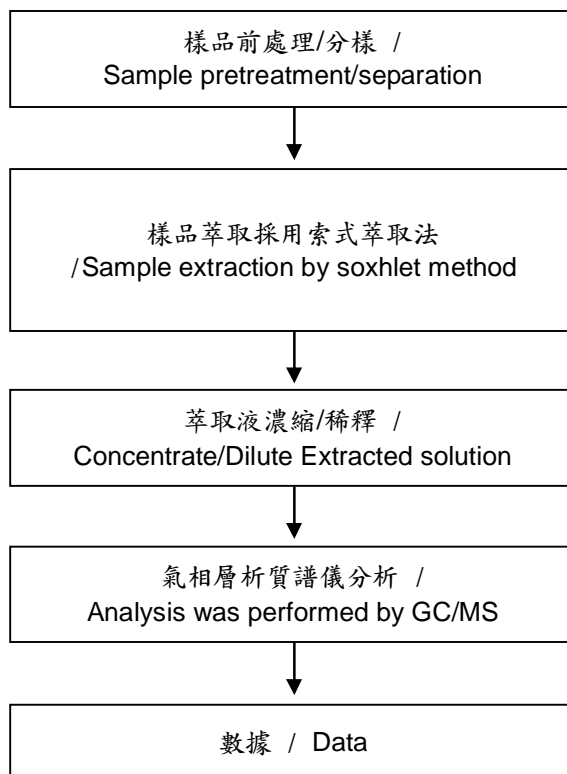 樣品前處理/分樣 /
Sample pretreatment/separation
樣品萃取採用索式萃取法
/Sample extraction by soxhlet method
萃取液濃縮/稀釋 /
Concentrate/Dilute Extracted solution
氣相層析質譜儀分析 /
Analysis was performed by GC/MS
數據 / Data